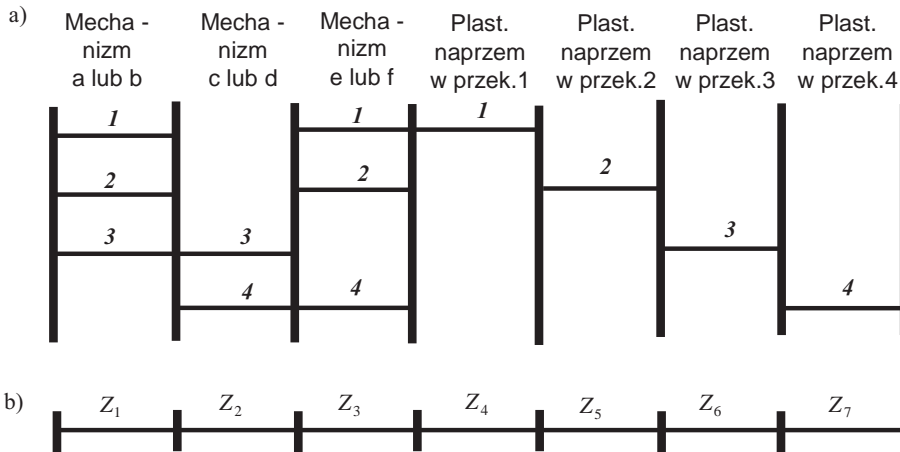 a)
Mecha - nizm a lub b
Mecha - nizm c lub d
Mecha - nizm e lub f
Plast. naprzem w przek.1
Plast. naprzem w przek.2
Plast. naprzem w przek.3
Plast. naprzem w przek.4
1 1 1
2 2 2
3 3 3
4 4 4
b) Z1 Z2 Z3 Z4 Z5 Z6 Z7